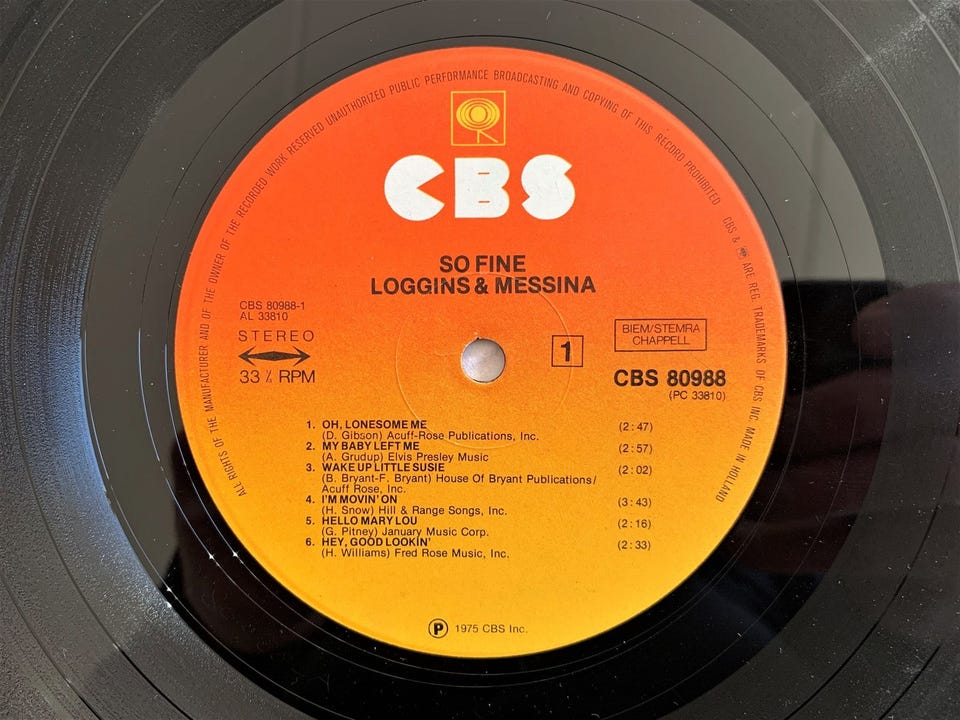 ALL RIGHTS OF THE MANUFACTURER AND OF THE OWNER OF THE RECORDED WORK RESERVED UNAUTHORIZED PUBLIC PERFORMANCE BROADCASTING AND COPYING OF THIS RECORD PROHIBITED CBS & ARE REG. TRADEMARKS OF CBS INC. MADE IN HOLLAND
CBS
SO FINE
LOGGINS & MESSINA
CBS 80988-1
AL 33810
STEREO
33⅓ RPM
1
BIEM/STEMRA
CHAPPELL
CBS 80988
(PC 33810)
1. OH, LONESOME ME (2:47)
(D. Gibson) Acuff-Rose Publications, Inc.
2. MY BABY LEFT ME (2:57)
(A. Grudup) Elvis Presley Music
3. WAKE UP LITTLE SUSIE (2:02)
(B. Bryant-F. Bryant) House Of Bryant Publications/
Acuff Rose, Inc.
4. I'M MOVIN' ON (3:43)
(H. Snow) Hill & Range Songs, Inc.
5. HELLO MARY LOU (2:16)
(G. Pitney) January Music Corp.
6. HEY, GOOD LOOKIN' (2:33)
(H. Williams) Fred Rose Music, Inc.
Ⓟ 1975 CBS Inc.